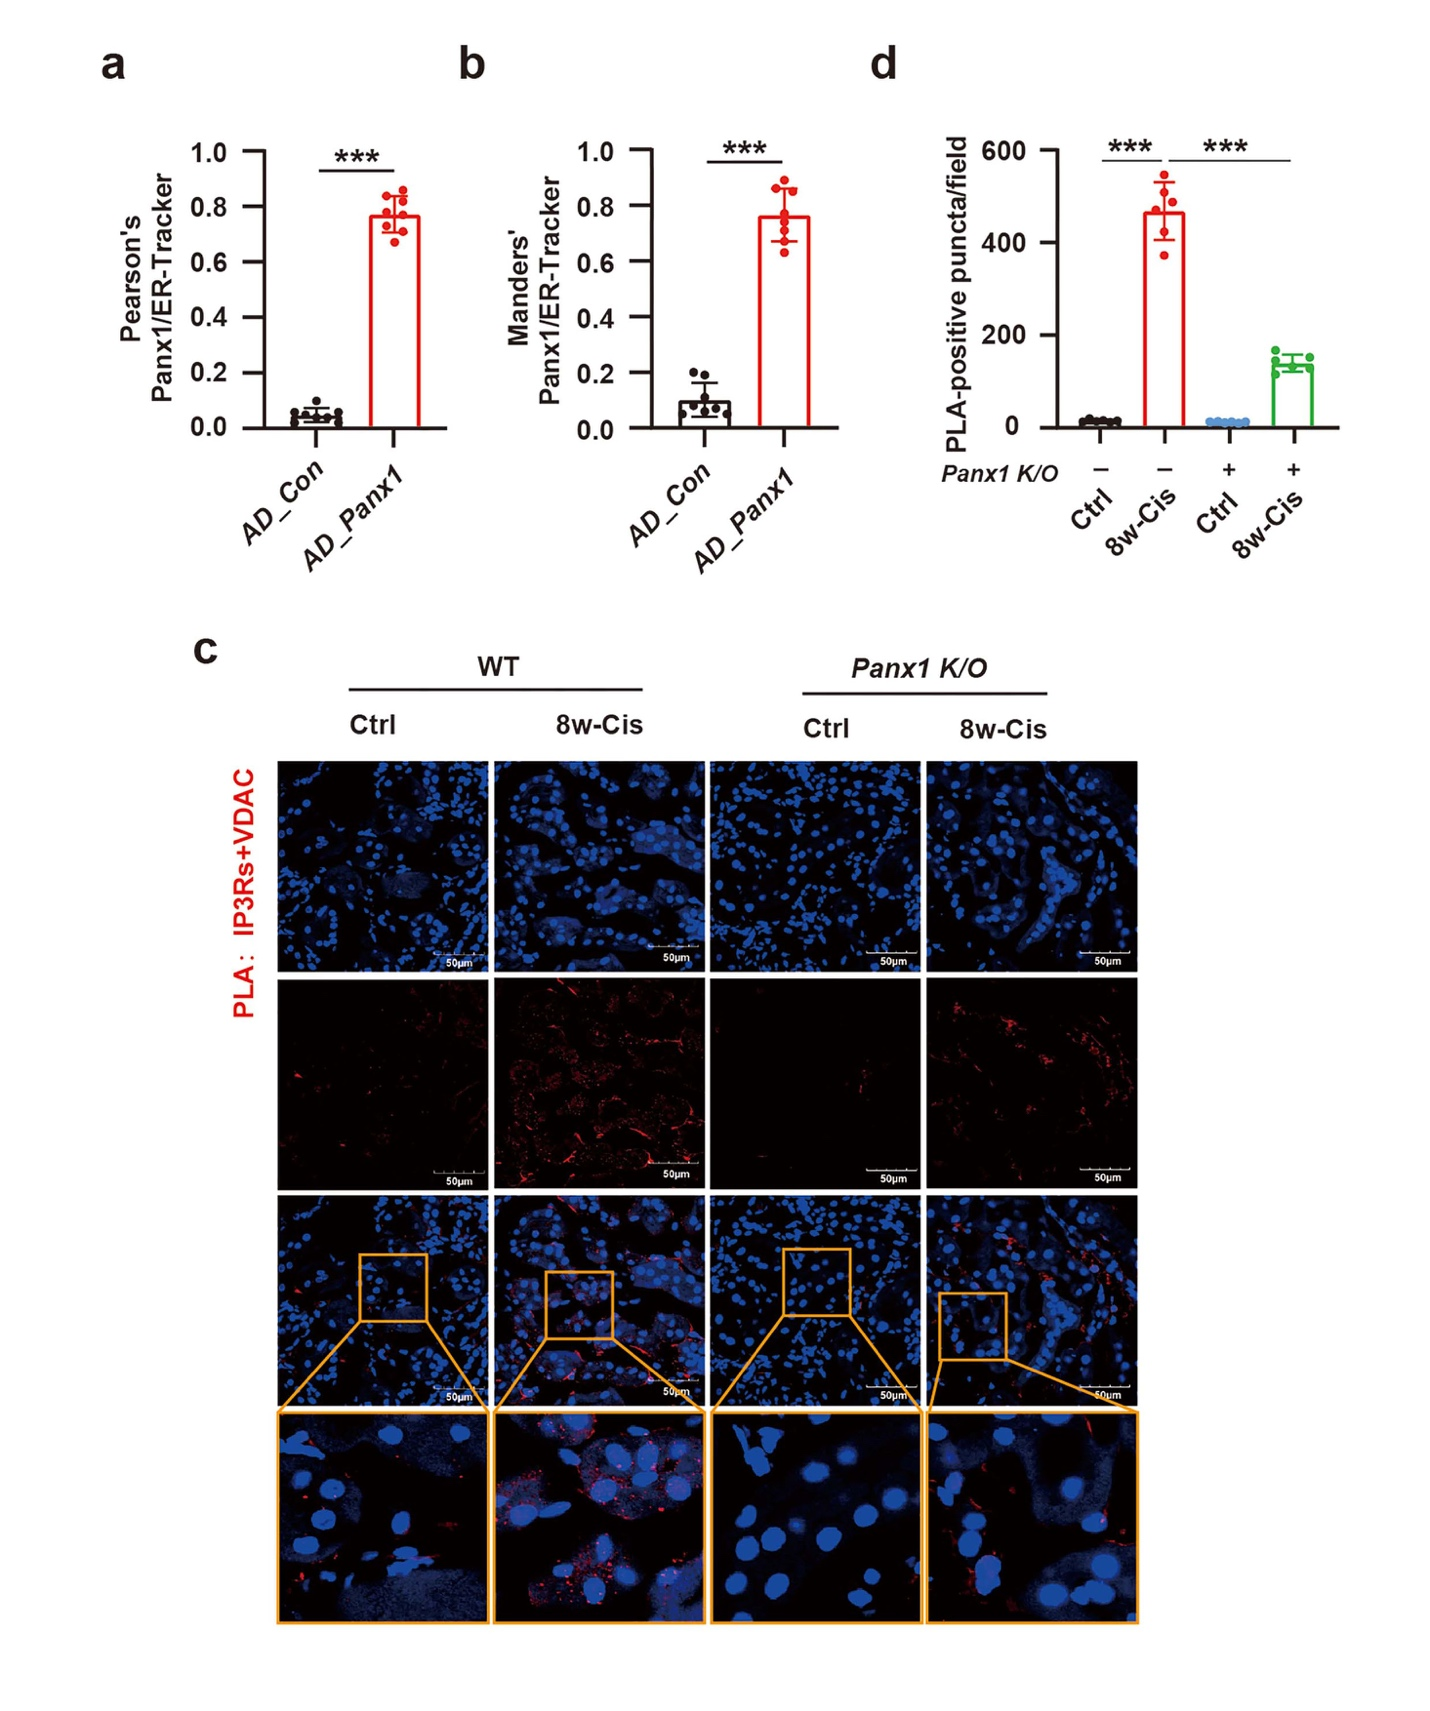 a
b
d
Pearson's
Panx1/ER-Tracker
1.0
0.8
0.6
0.4
0.2
0.0
***
AD_Con
AD_Panx1
Manders'
Panx1/ER-Tracker
1.0
0.8
0.6
0.4
0.2
0.0
***
AD_Con
AD_Panx1
PLA-positive puncta/field
600
400
200
0
***
***
Panx1 K/O
–
–
+
+
Ctrl
8w-Cis
Ctrl
8w-Cis
c
WT
Panx1 K/O
Ctrl
8w-Cis
Ctrl
8w-Cis
PLA: IP3Rs+VDAC
50μm
50μm
50μm
50μm
50μm
50μm
50μm
50μm
50μm
50μm
50μm
50μm